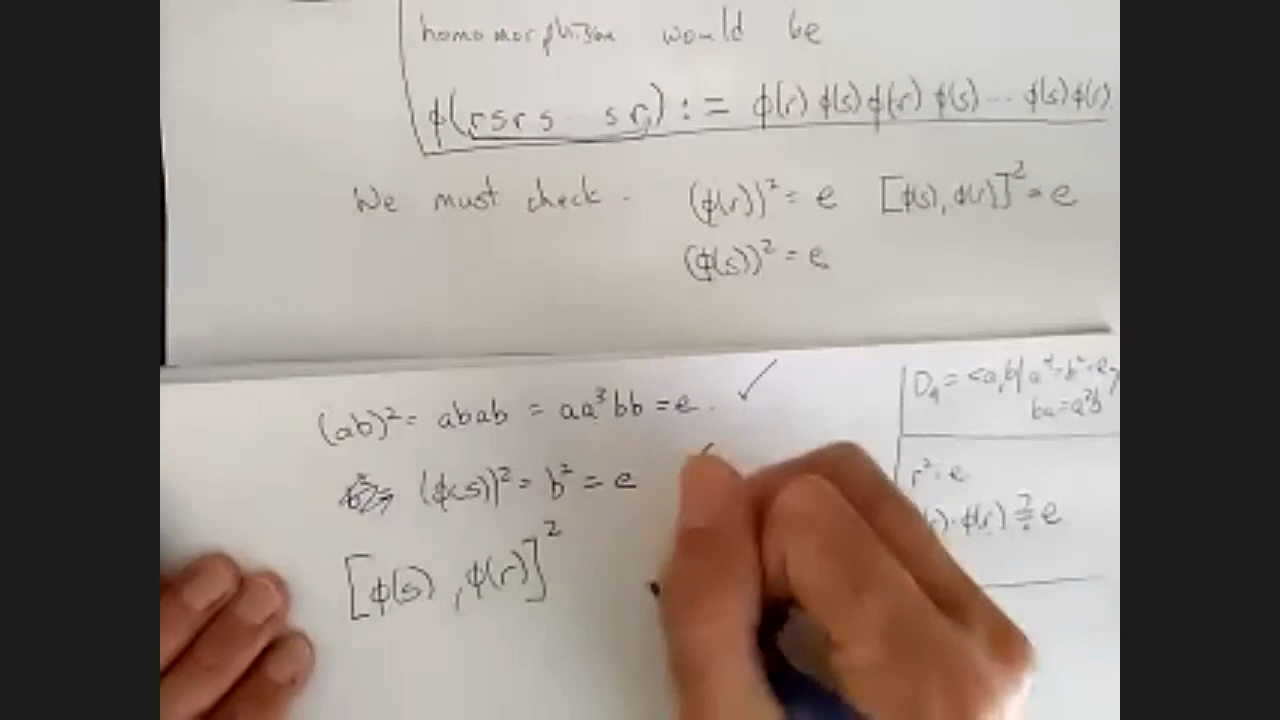 homomorphism would be
ϕ(rsrs...sr) := ϕ(r)ϕ(s)ϕ(r)ϕ(s)...ϕ(s)ϕ(r)
We must check. (ϕ(r))² = e [ϕ(s), ϕ(r)]² = e
(ϕ(s))² = e
(ab)² = abab = aa³bb = e. ✓
(ϕ(s))² = b² = e
[ϕ(s), ϕ(r)]²
D₄ = <a,b| a⁴=b²=e,
ba=a³b
r²=e
·ϕ(r) ?= e